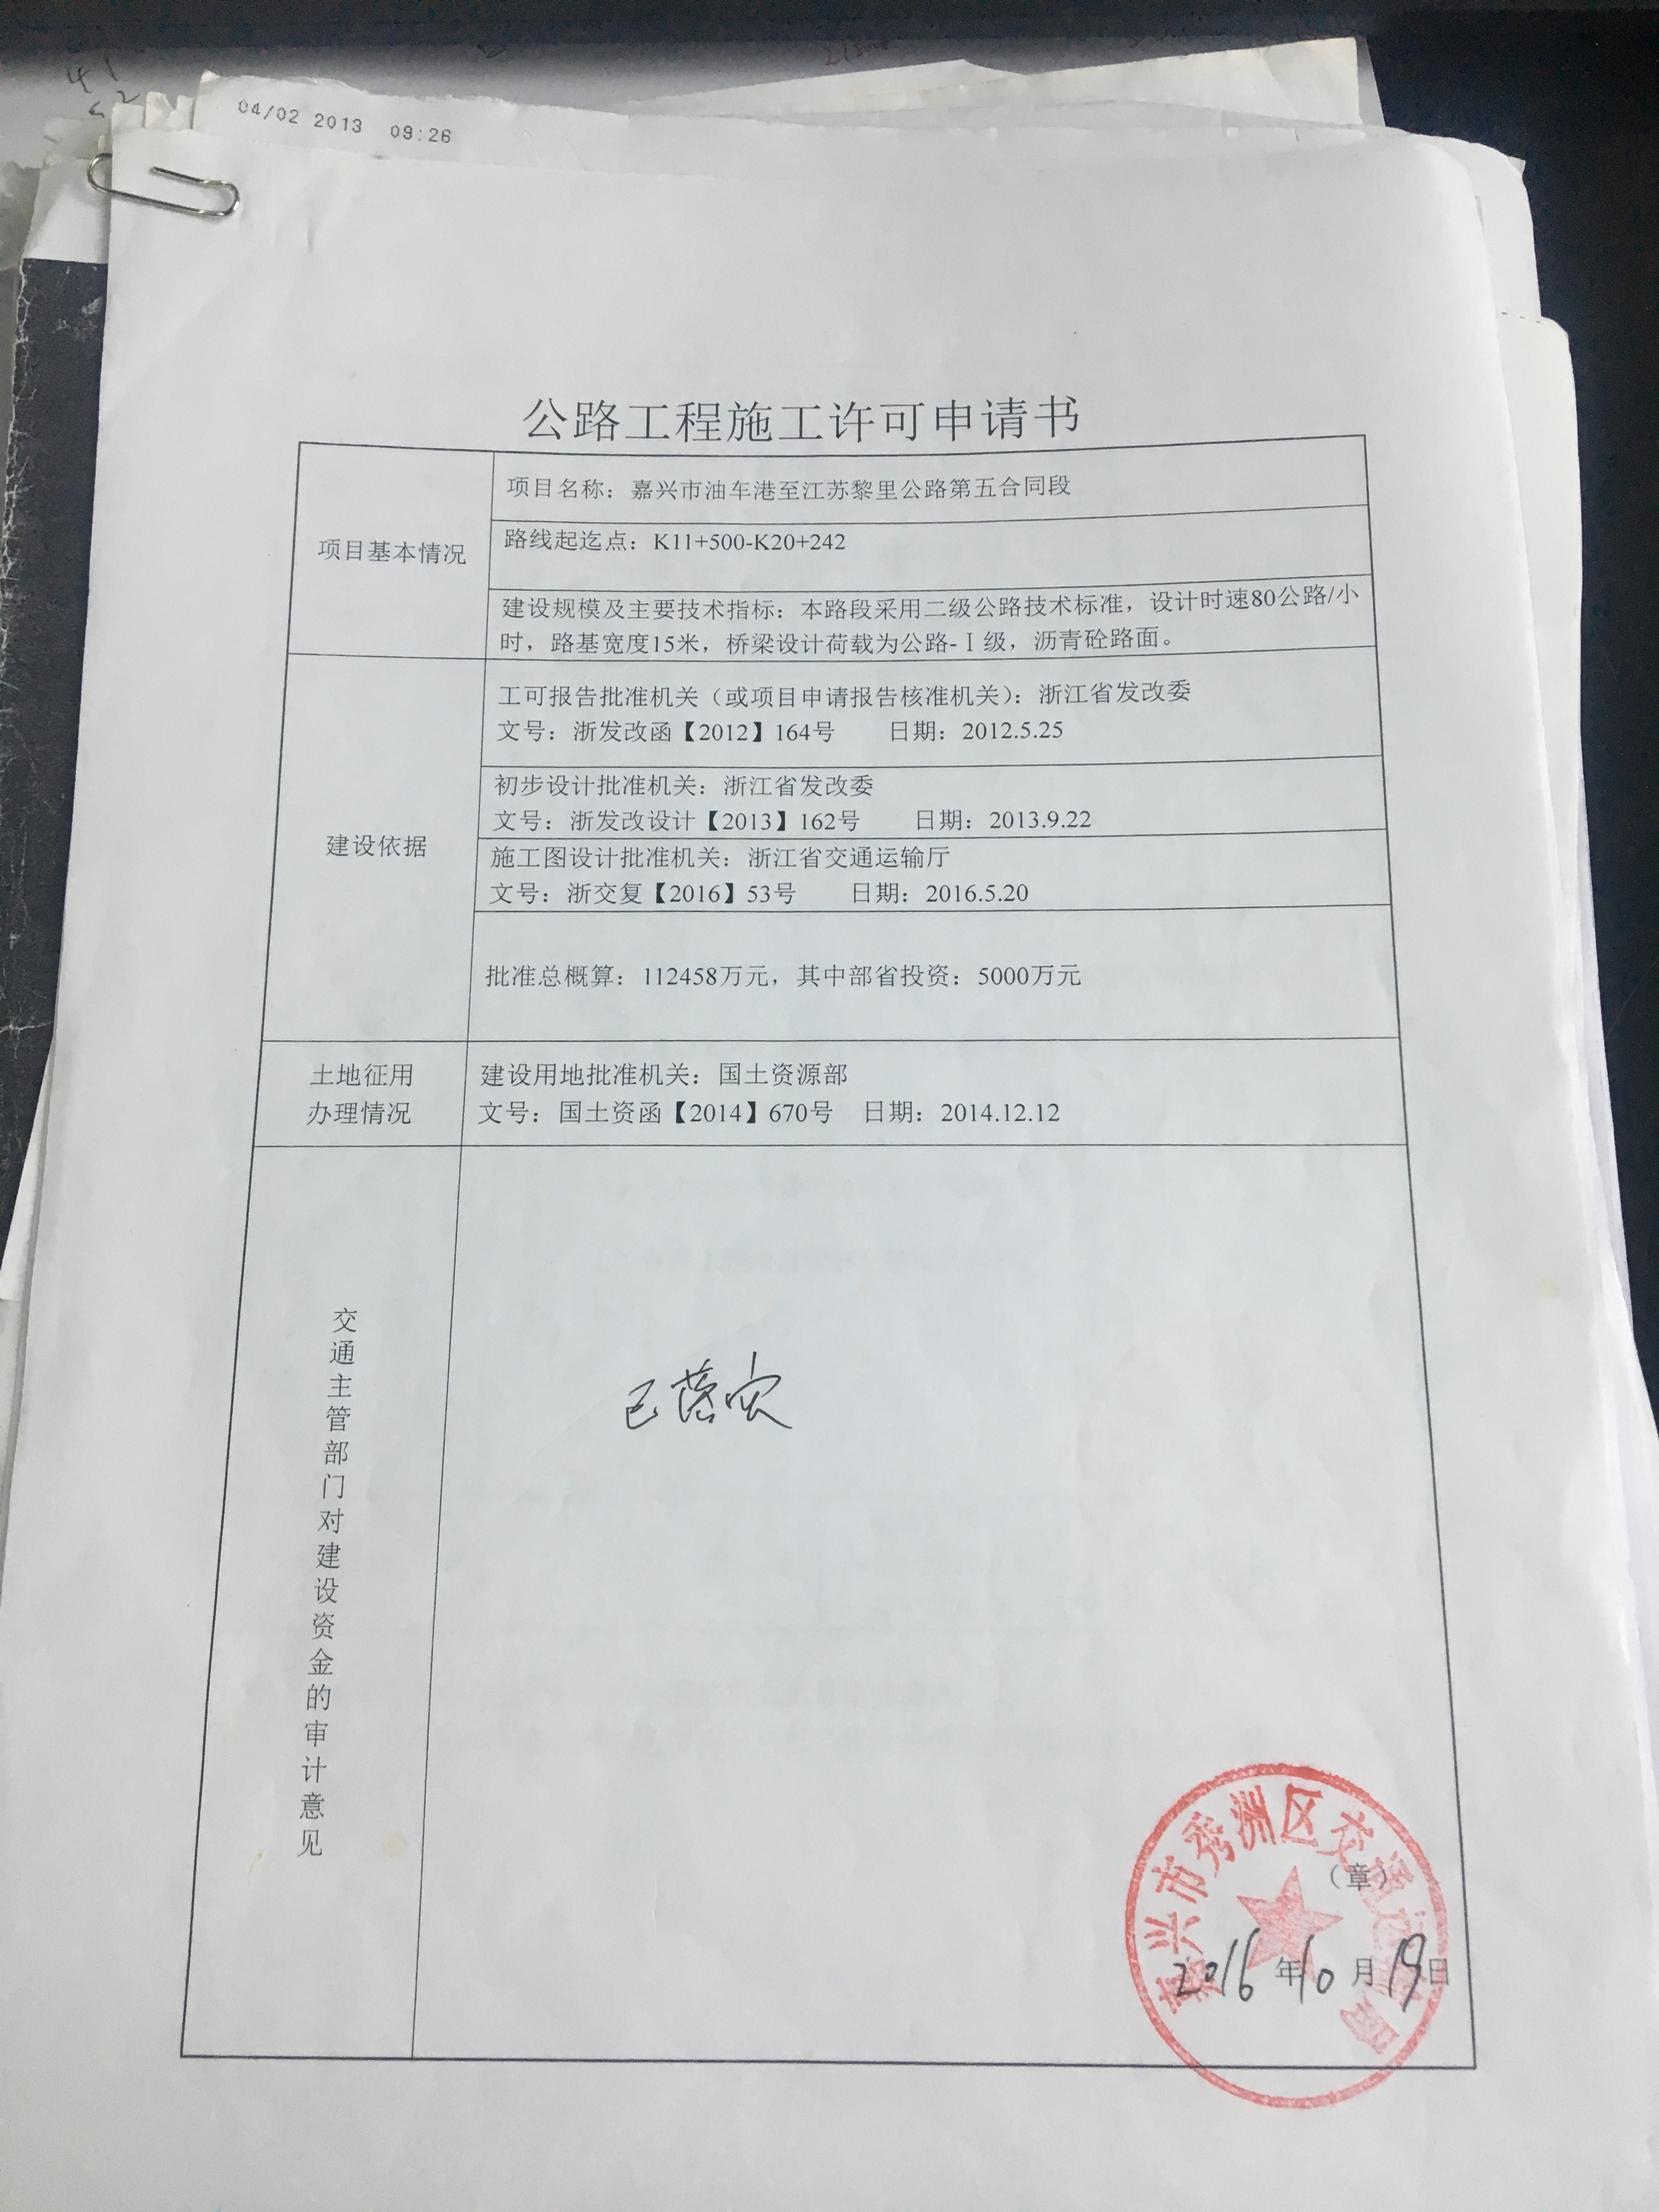 04/02 2013 09:26
公路工程施工许可申请书
项目基本情况
项目名称：嘉兴市油车港至江苏黎里公路第五合同段
路线起讫点：K11+500-K20+242
建设规模及主要技术指标：本路段采用二级公路技术标准，设计时速80公路/小
时，路基宽度15米，桥梁设计荷载为公路-Ⅰ级，沥青砼路面。
建设依据
工可报告批准机关（或项目申请报告核准机关）：浙江省发改委
文号：浙发改函【2012】164号 日期：2012.5.25
初步设计批准机关：浙江省发改委
文号：浙发改设计【2013】162号 日期：2013.9.22
施工图设计批准机关：浙江省交通运输厅
文号：浙交复【2016】53号 日期：2016.5.20
批准总概算：112458万元，其中部省投资：5000万元
土地征用
办理情况
建设用地批准机关：国土资源部
文号：国土资函【2014】670号 日期：2014.12.12
交通主管部门对建设资金的审计意见
已落实
嘉兴市秀洲区交通运输局
（章）
2016年10月19日